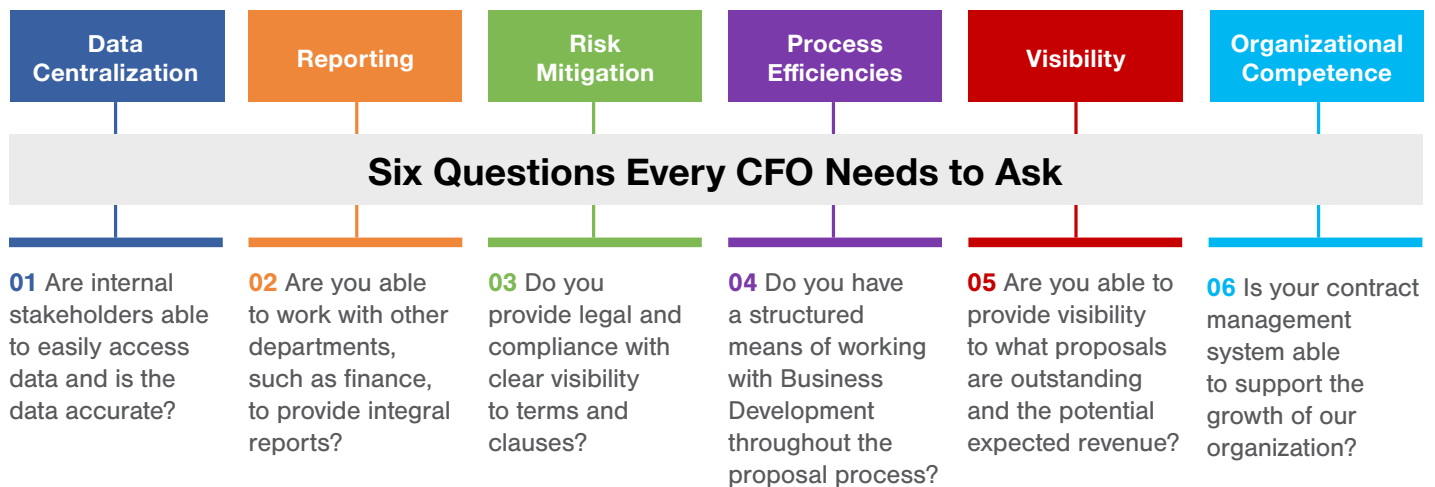 Data
Centralization
Reporting
Risk
Mitigation
Process
Efficiencies
Visibility
Organizational
Competence
Six Questions Every CFO Needs to Ask
01 Are internal
stakeholders able
to easily access
data and is the
data accurate?
02 Are you able
to work with other
departments,
such as finance,
to provide integral
reports?
03 Do you
provide legal and
compliance with
clear visibility
to terms and
clauses?
04 Do you have
a structured
means of working
with Business
Development
throughout the
proposal process?
05 Are you able to
provide visibility
to what proposals
are outstanding
and the potential
expected revenue?
06 Is your contract
management
system able
to support the
growth of our
organization?